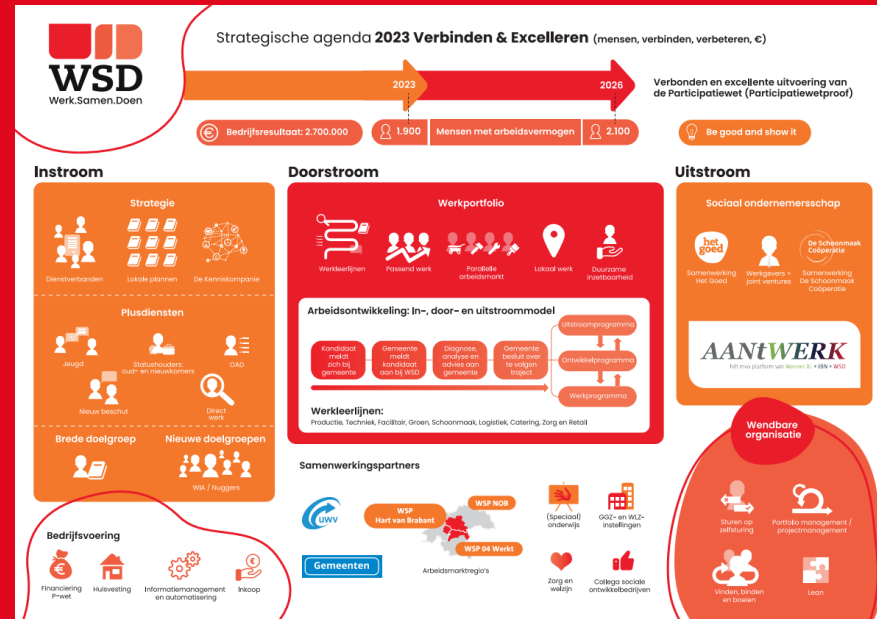 WSD
Werk.Samen.Doen
Strategische agenda 2023 Verbinden & Excelleren (mensen, verbinden, verbeteren, €)
2023
2026
Verbonden en excellente uitvoering van
de Participatiewet (Participatiewetproof)
Bedrijfsresultaat: 2.700.000
1.900
Mensen met arbeidsvermogen
2.100
Be good and show it
Instroom
Strategie
Dienstverbanden
Lokale plannen
De Kenniskompanie
Plusdiensten
Jeugd
Statushouders:
oud- en nieuwkomers
OAD
Nieuw beschut
Direct
werk
Brede doelgroep
Nieuwe doelgroepen
WIA / Nuggers
Doorstroom
Werkportfolio
Werkleerlijnen
Passend werk
Parallelle
arbeidsmarkt
Lokaal werk
Duurzame
inzetbaarheid
Arbeidsontwikkeling: In-, door- en uitstroommodel
Kandidaat
meldt
zich bij
gemeente
Gemeente
meldt
kandidaat
aan bij WSD
Diagnose,
analyse en
advies aan
gemeente
Gemeente
besluit over
te volgen
traject
Uitstroomprogramma
Ontwikkelprogramma
Werkprogramma
Werkleerlijnen:
Productie, Techniek, Facilitair, Groen, Schoonmaak, Logistiek, Catering, Zorg en Retail
Uitstroom
Sociaal ondernemersschap
het
goed
De Schoonmaak
Coöperatie
Samenwerking
Het Goed
Werkgevers +
joint ventures
Samenwerking
De Schoonmaak
Coöperatie
AANtWERK
hét mvo platform van Weener XL • IBN • WSD
Wendbare
organisatie
Sturen op
zelfsturing
Portfolio management /
projectmanagement
Vinden, binden
en boeien
Lean
Bedrijfsvoering
Financiering
P-wet
Huisvesting
Informatiemanagement
en automatisering
Inkoop
Samenwerkingspartners
UWV
Gemeenten
WSP
Hart van Brabant
WSP NOB
WSP 04 Werkt
Arbeidsmarktregio's
(Speciaal)
onderwijs
GGZ- en WLZ-
instellingen
Zorg en
welzijn
Collega sociale
ontwikkelbedrijven